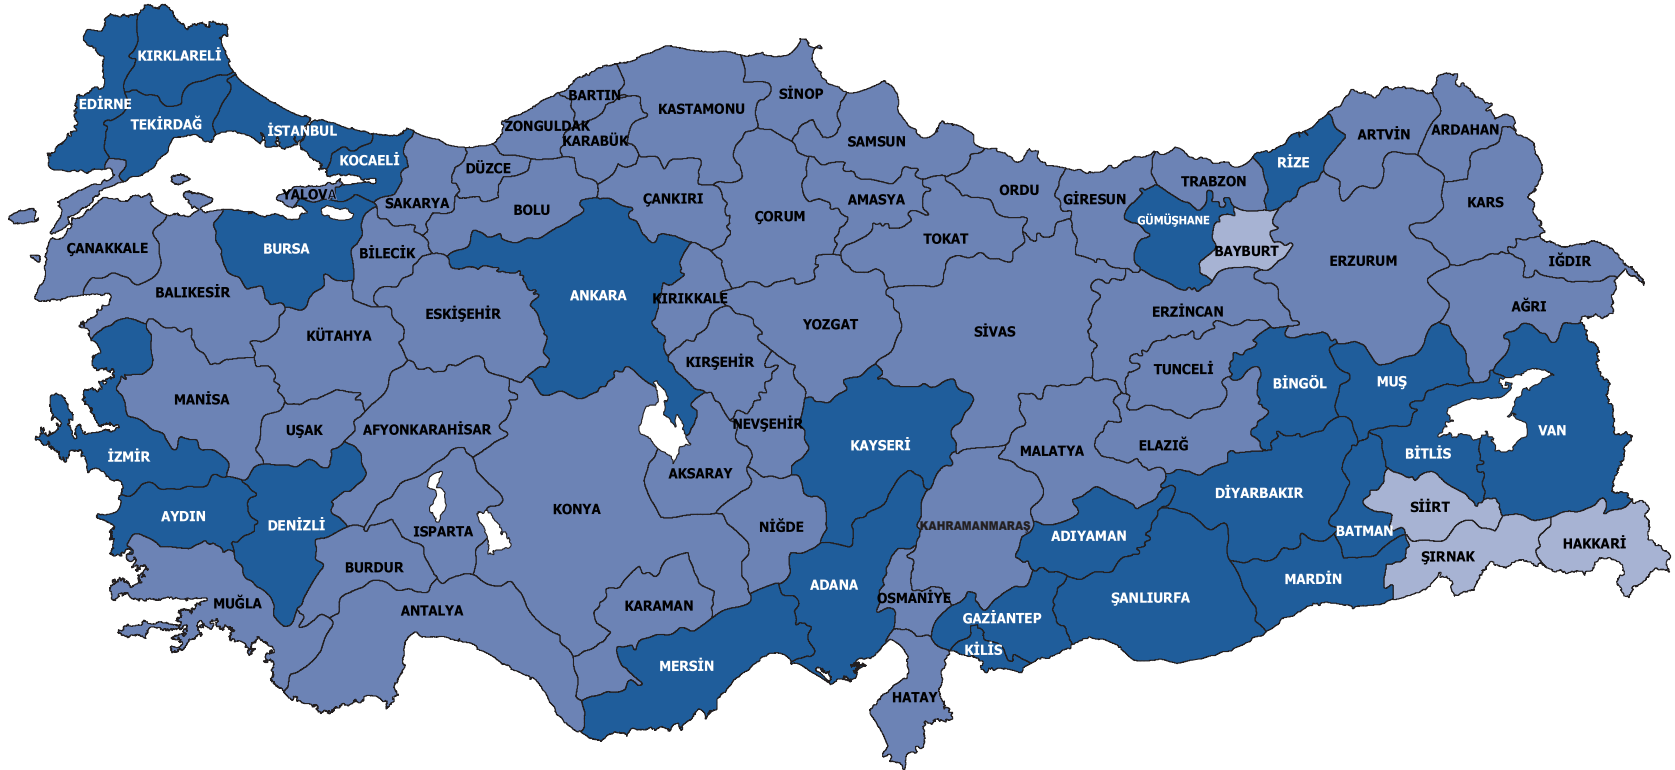 KIRKLARELİ
EDİRNE
TEKİRDAĞ
İSTANBUL
KOCAELİ
YALOVA
BARTIN
ZONGULDAK
KARABÜK
KASTAMONU
SİNOP
SAMSUN
DÜZCE
SAKARYA
BOLU
ÇANKIRI
ÇORUM
AMASYA
TOKAT
ORDU
GİRESUN
TRABZON
RİZE
ARTVİN
ARDAHAN
KARS
GÜMÜŞHANE
BAYBURT
ERZURUM
IĞDIR
AĞRI
ÇANAKKALE
BURSA
BİLECİK
BALIKESİR
KÜTAHYA
ESKİŞEHİR
ANKARA
KIRIKKALE
YOZGAT
SİVAS
ERZİNCAN
KIRŞEHİR
TUNCELİ
BİNGÖL
MUŞ
VAN
MANİSA
UŞAK
AFYONKARAHİSAR
NEVŞEHİR
KAYSERİ
MALATYA
ELAZIĞ
BİTLİS
İZMİR
AKSARAY
DİYARBAKIR
SİİRT
AYDIN
DENİZLİ
ISPARTA
KONYA
NİĞDE
KAHRAMANMARAŞ
ADIYAMAN
BATMAN
ŞIRNAK
HAKKARİ
BURDUR
ADANA
MARDİN
MUĞLA
ANTALYA
KARAMAN
OSMANİYE
GAZİANTEP
ŞANLIURFA
KİLİS
MERSİN
HATAY